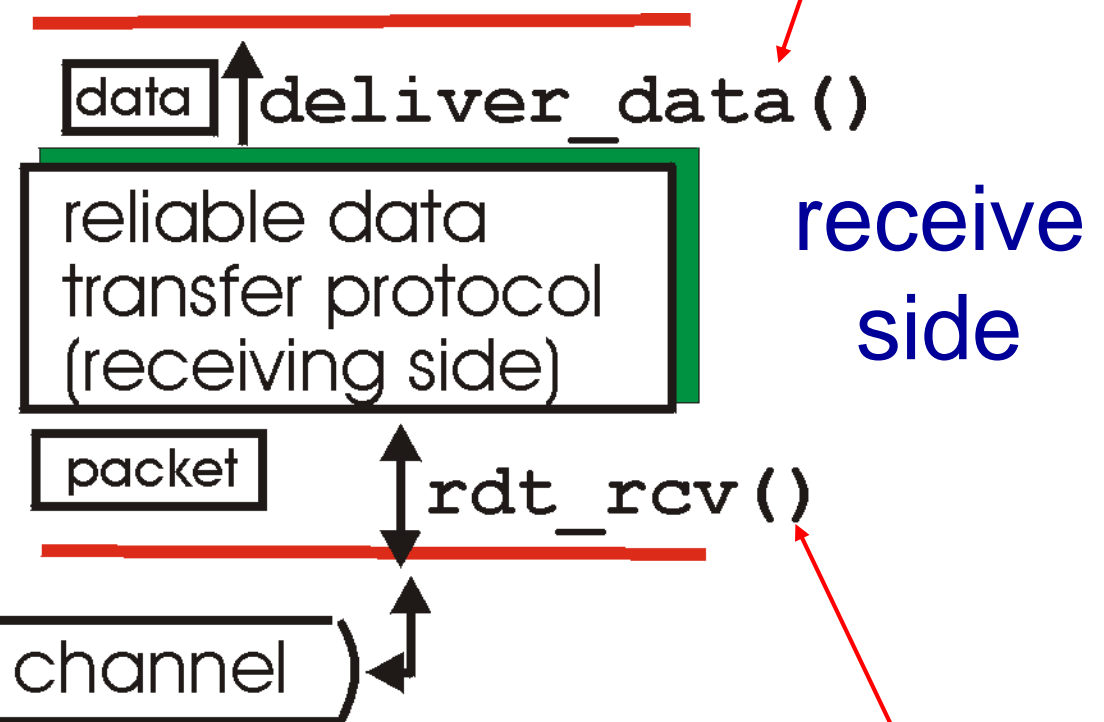 data deliver_data()
reliable data
transfer protocol
(receiving side)
receive
side
packet rdt_rcv()
channel